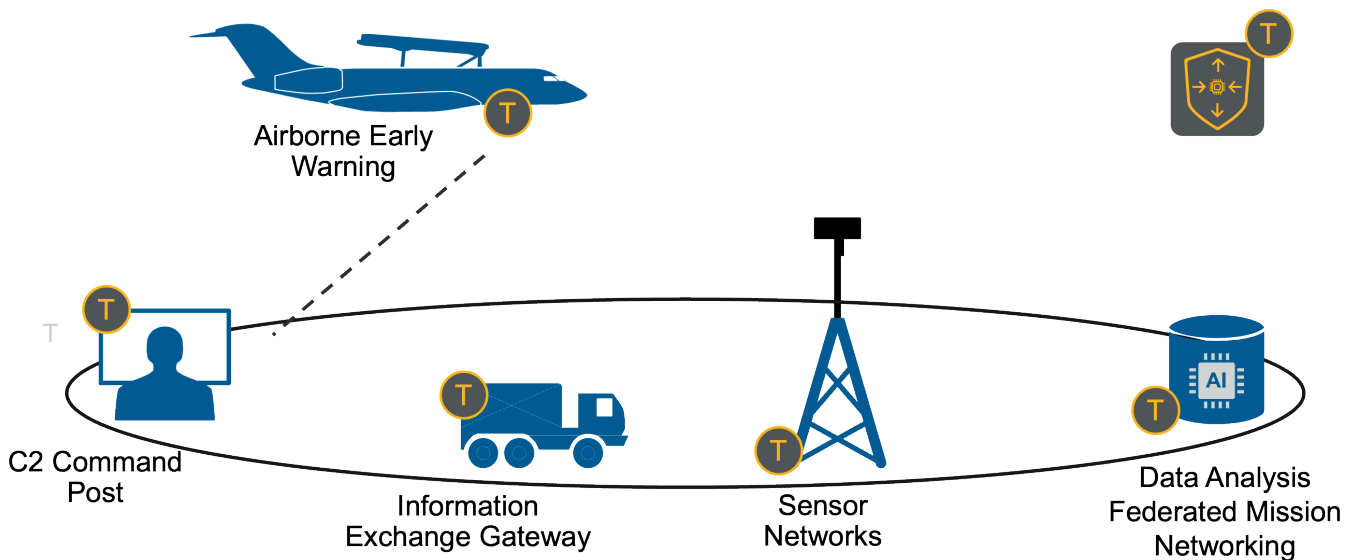 T
T
Airborne Early
Warning
T
T
T
T
T
AI
T
C2 Command
Post
Information
Exchange Gateway
Sensor
Networks
Data Analysis
Federated Mission
Networking